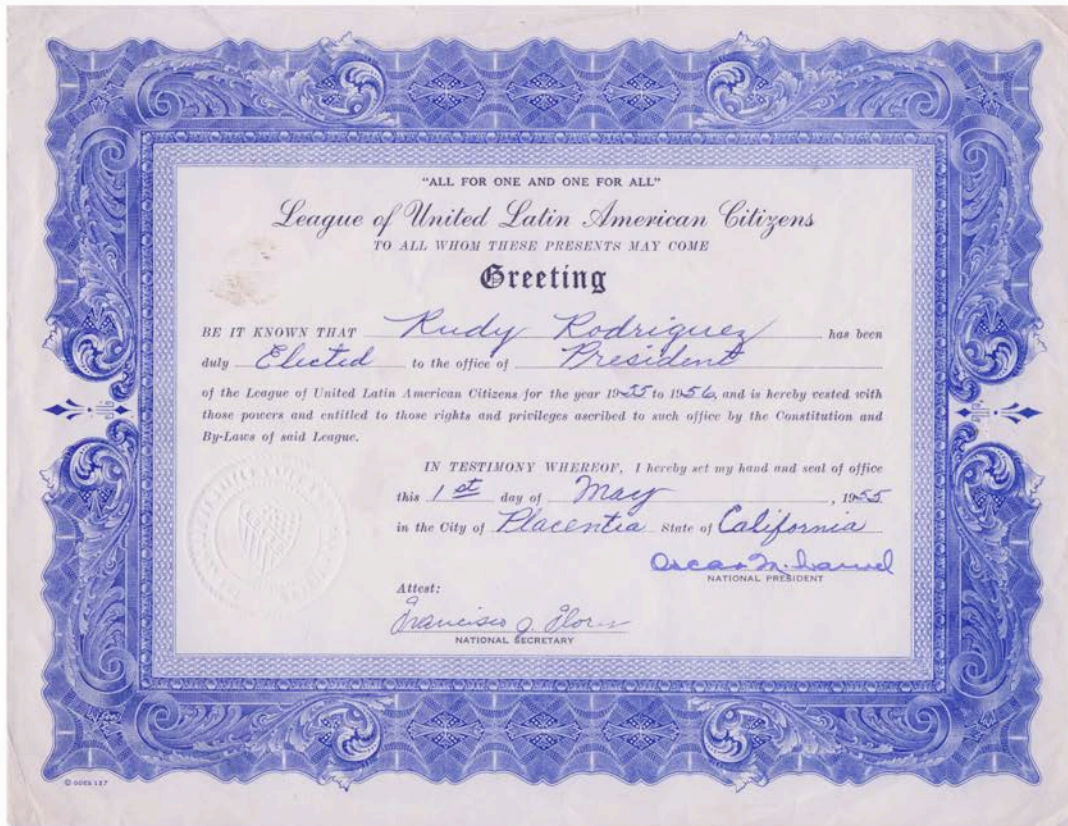 "ALL FOR ONE AND ONE FOR ALL"
League of United Latin American Citizens
TO ALL WHOM THESE PRESENTS MAY COME
Greeting
BE IT KNOWN THAT Rudy Rodriguez has been
duly Elected to the office of President
of the League of United Latin American Citizens for the year 1955 to 1956, and is hereby vested with
those powers and entitled to those rights and privileges ascribed to such office by the Constitution and
By-Laws of said League.
IN TESTIMONY WHEREOF, I hereby set my hand and seal of office
this 1st day of May, 1955
in the City of Placentia State of California
Oscar M. Laurel
NATIONAL PRESIDENT
Attest:
Francisco J. Flores
NATIONAL SECRETARY
© GOES 127